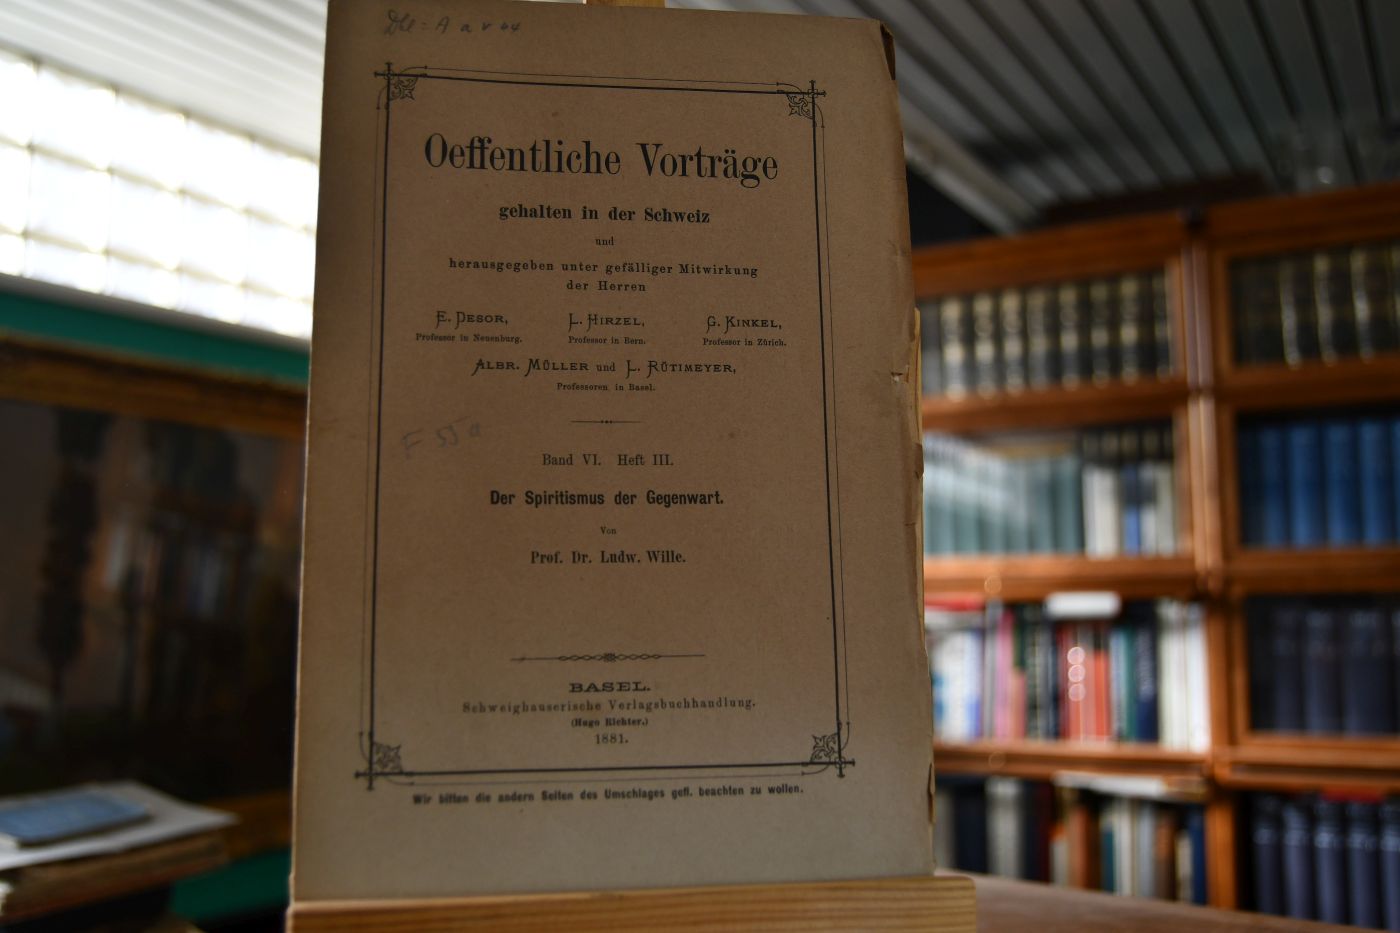 Oeffentliche Vorträge
gehalten in der Schweiz
und
herausgegeben unter gefälliger Mitwirkung
der Herren
E. DESOR, L. HIRZEL, G. KINKEL,
Professor in Neuenburg. Professor in Bern. Professor in Zürich.
ALBR. MÜLLER und L. RÜTIMEYER,
Professoren in Basel.
Band VI. Heft III.
Der Spiritismus der Gegenwart.
Von
Prof. Dr. Ludw. Wille.
BASEL.
Schweighauserische Verlagsbuchhandlung.
(Hugo Richter.)
1881.
Wir bitten die andern Seiten des Umschlages gefl. beachten zu wollen.